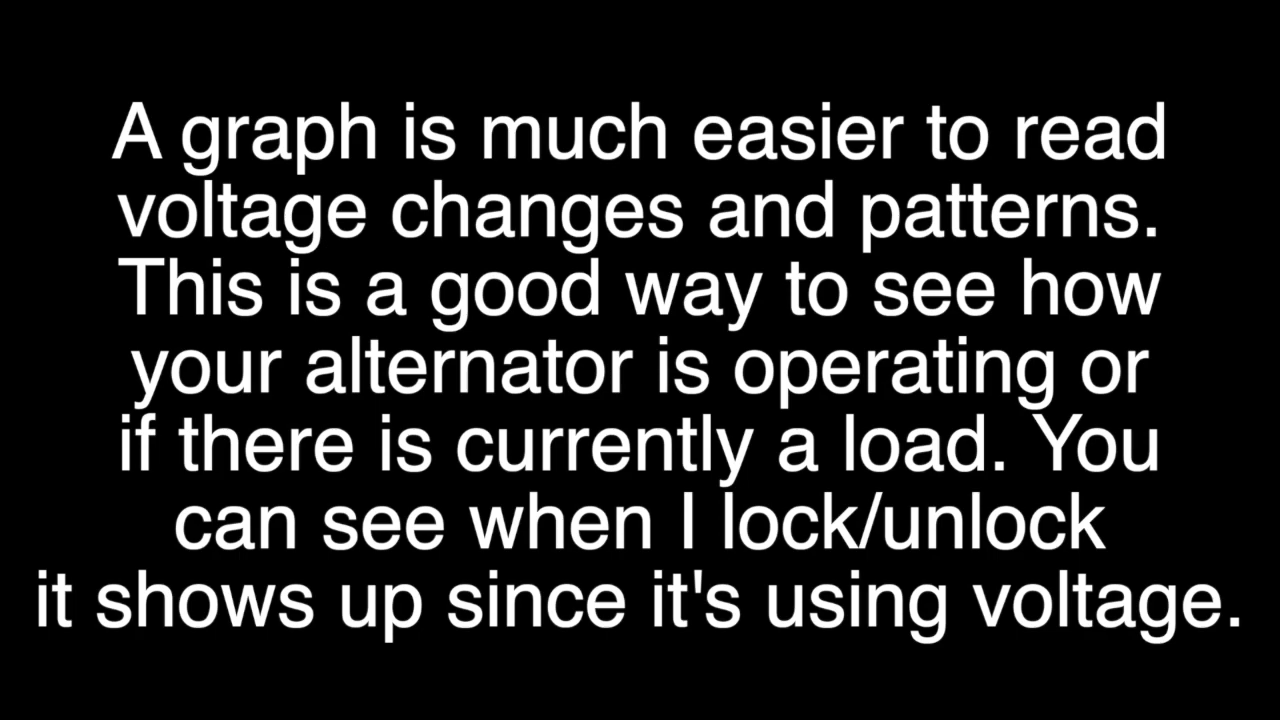 A graph is much easier to read
voltage changes and patterns.
This is a good way to see how
your alternator is operating or
if there is currently a load. You
can see when I lock/unlock
it shows up since it's using voltage.